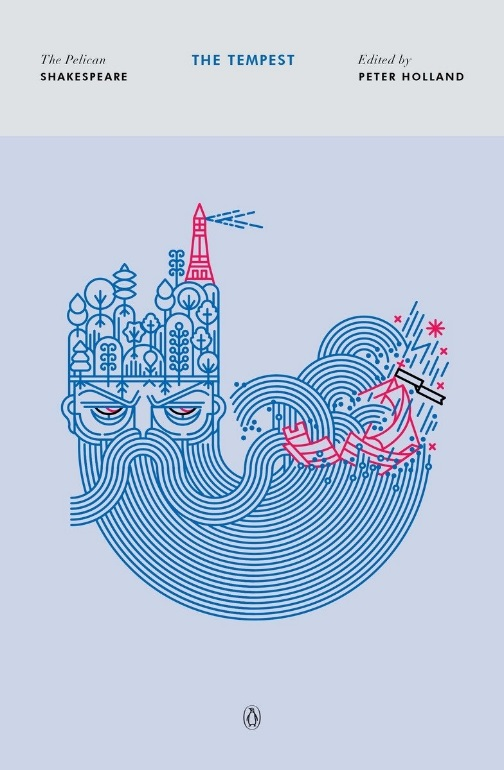 The Pelican
SHAKESPEARE
THE TEMPEST
Edited by
PETER HOLLAND